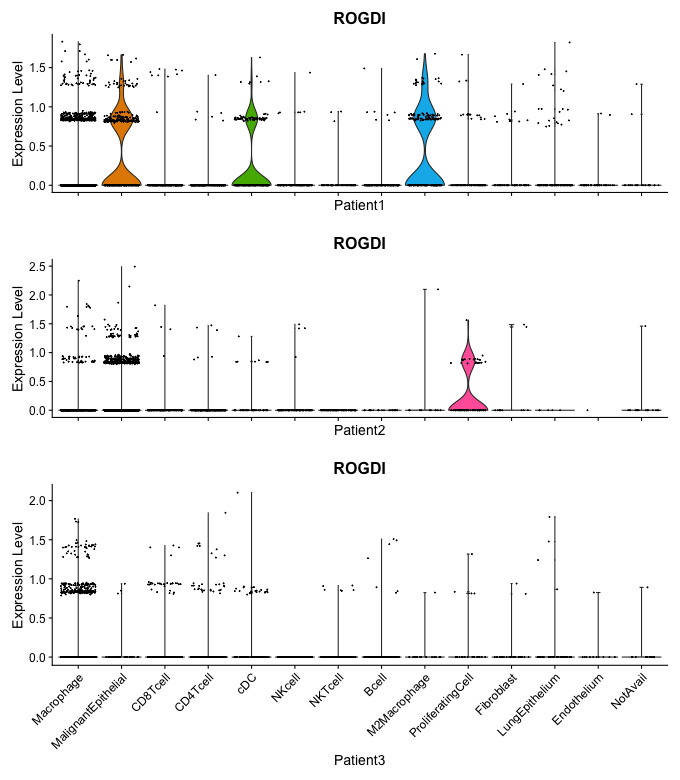 ROGDI
Expression Level
1.5
1.0
0.5
0.0
Patient1
ROGDI
Expression Level
2.5
2.0
1.5
1.0
0.5
0.0
Patient2
ROGDI
Expression Level
2.0
1.5
1.0
0.5
0.0
Macrophage
MalignantEpithelial
CD8Tcell
CD4Tcell
cDC
NKcell
NKTcell
Bcell
M2Macrophage
ProliferatingCell
Fibroblast
LungEpithelium
Endothelium
NotAvail
Patient3